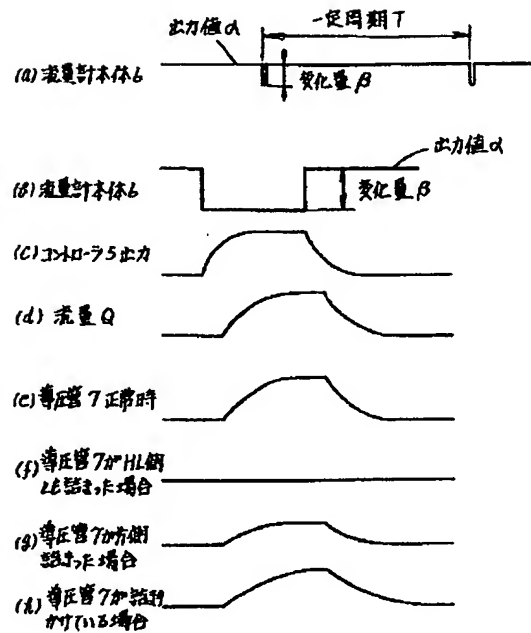 一定周期T
出力値α
(a)流量計本体6
変化量β
出力値α
(b)流量計本体6
変化量β
(c)コントローラ5出力
(d)流量Q
(e)導圧管7正常時
(f)導圧管7がHL側
とも詰まった場合
(g)導圧管7が片側
詰まった場合
(h)導圧管7が詰り
かけている場合